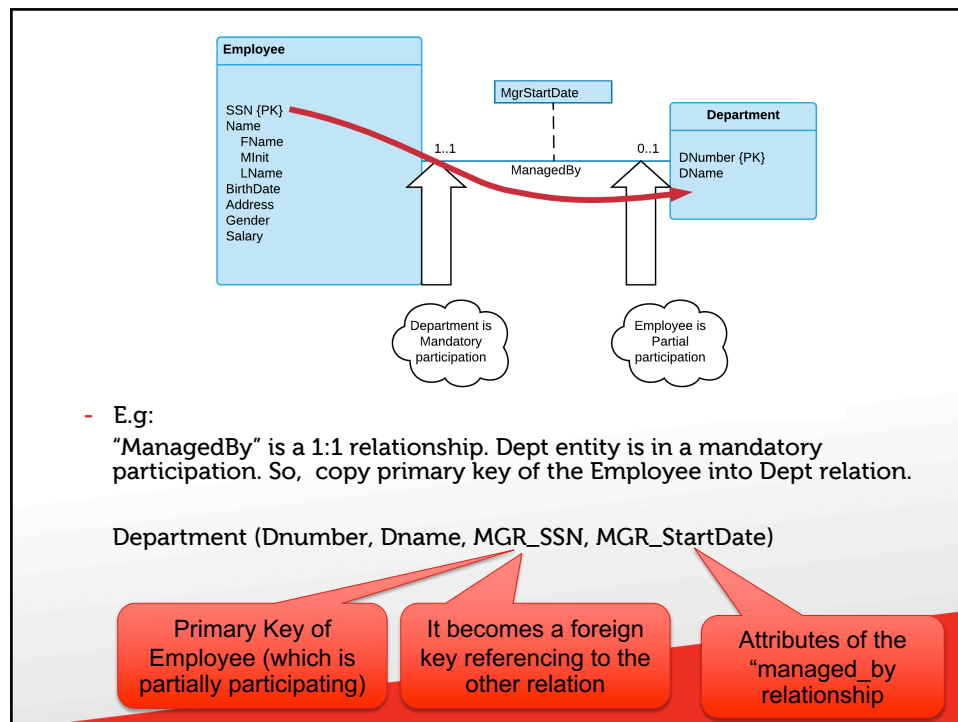 Employee
SSN {PK}
Name
FName
MInit
LName
BirthDate
Address
Gender
Salary
MgrStartDate
1..1
0..1
ManagedBy
Department
DNumber {PK}
DName
Department is
Mandatory
participation
Employee is
Partial
participation
- E.g:
“ManagedBy” is a 1:1 relationship. Dept entity is in a mandatory
participation. So, copy primary key of the Employee into Dept relation.
Department (Dnumber, Dname, MGR_SSN, MGR_StartDate)
Primary Key of
Employee (which is
partially participating)
It becomes a foreign
key referencing to the
other relation
Attributes of the
“managed_by
relationship